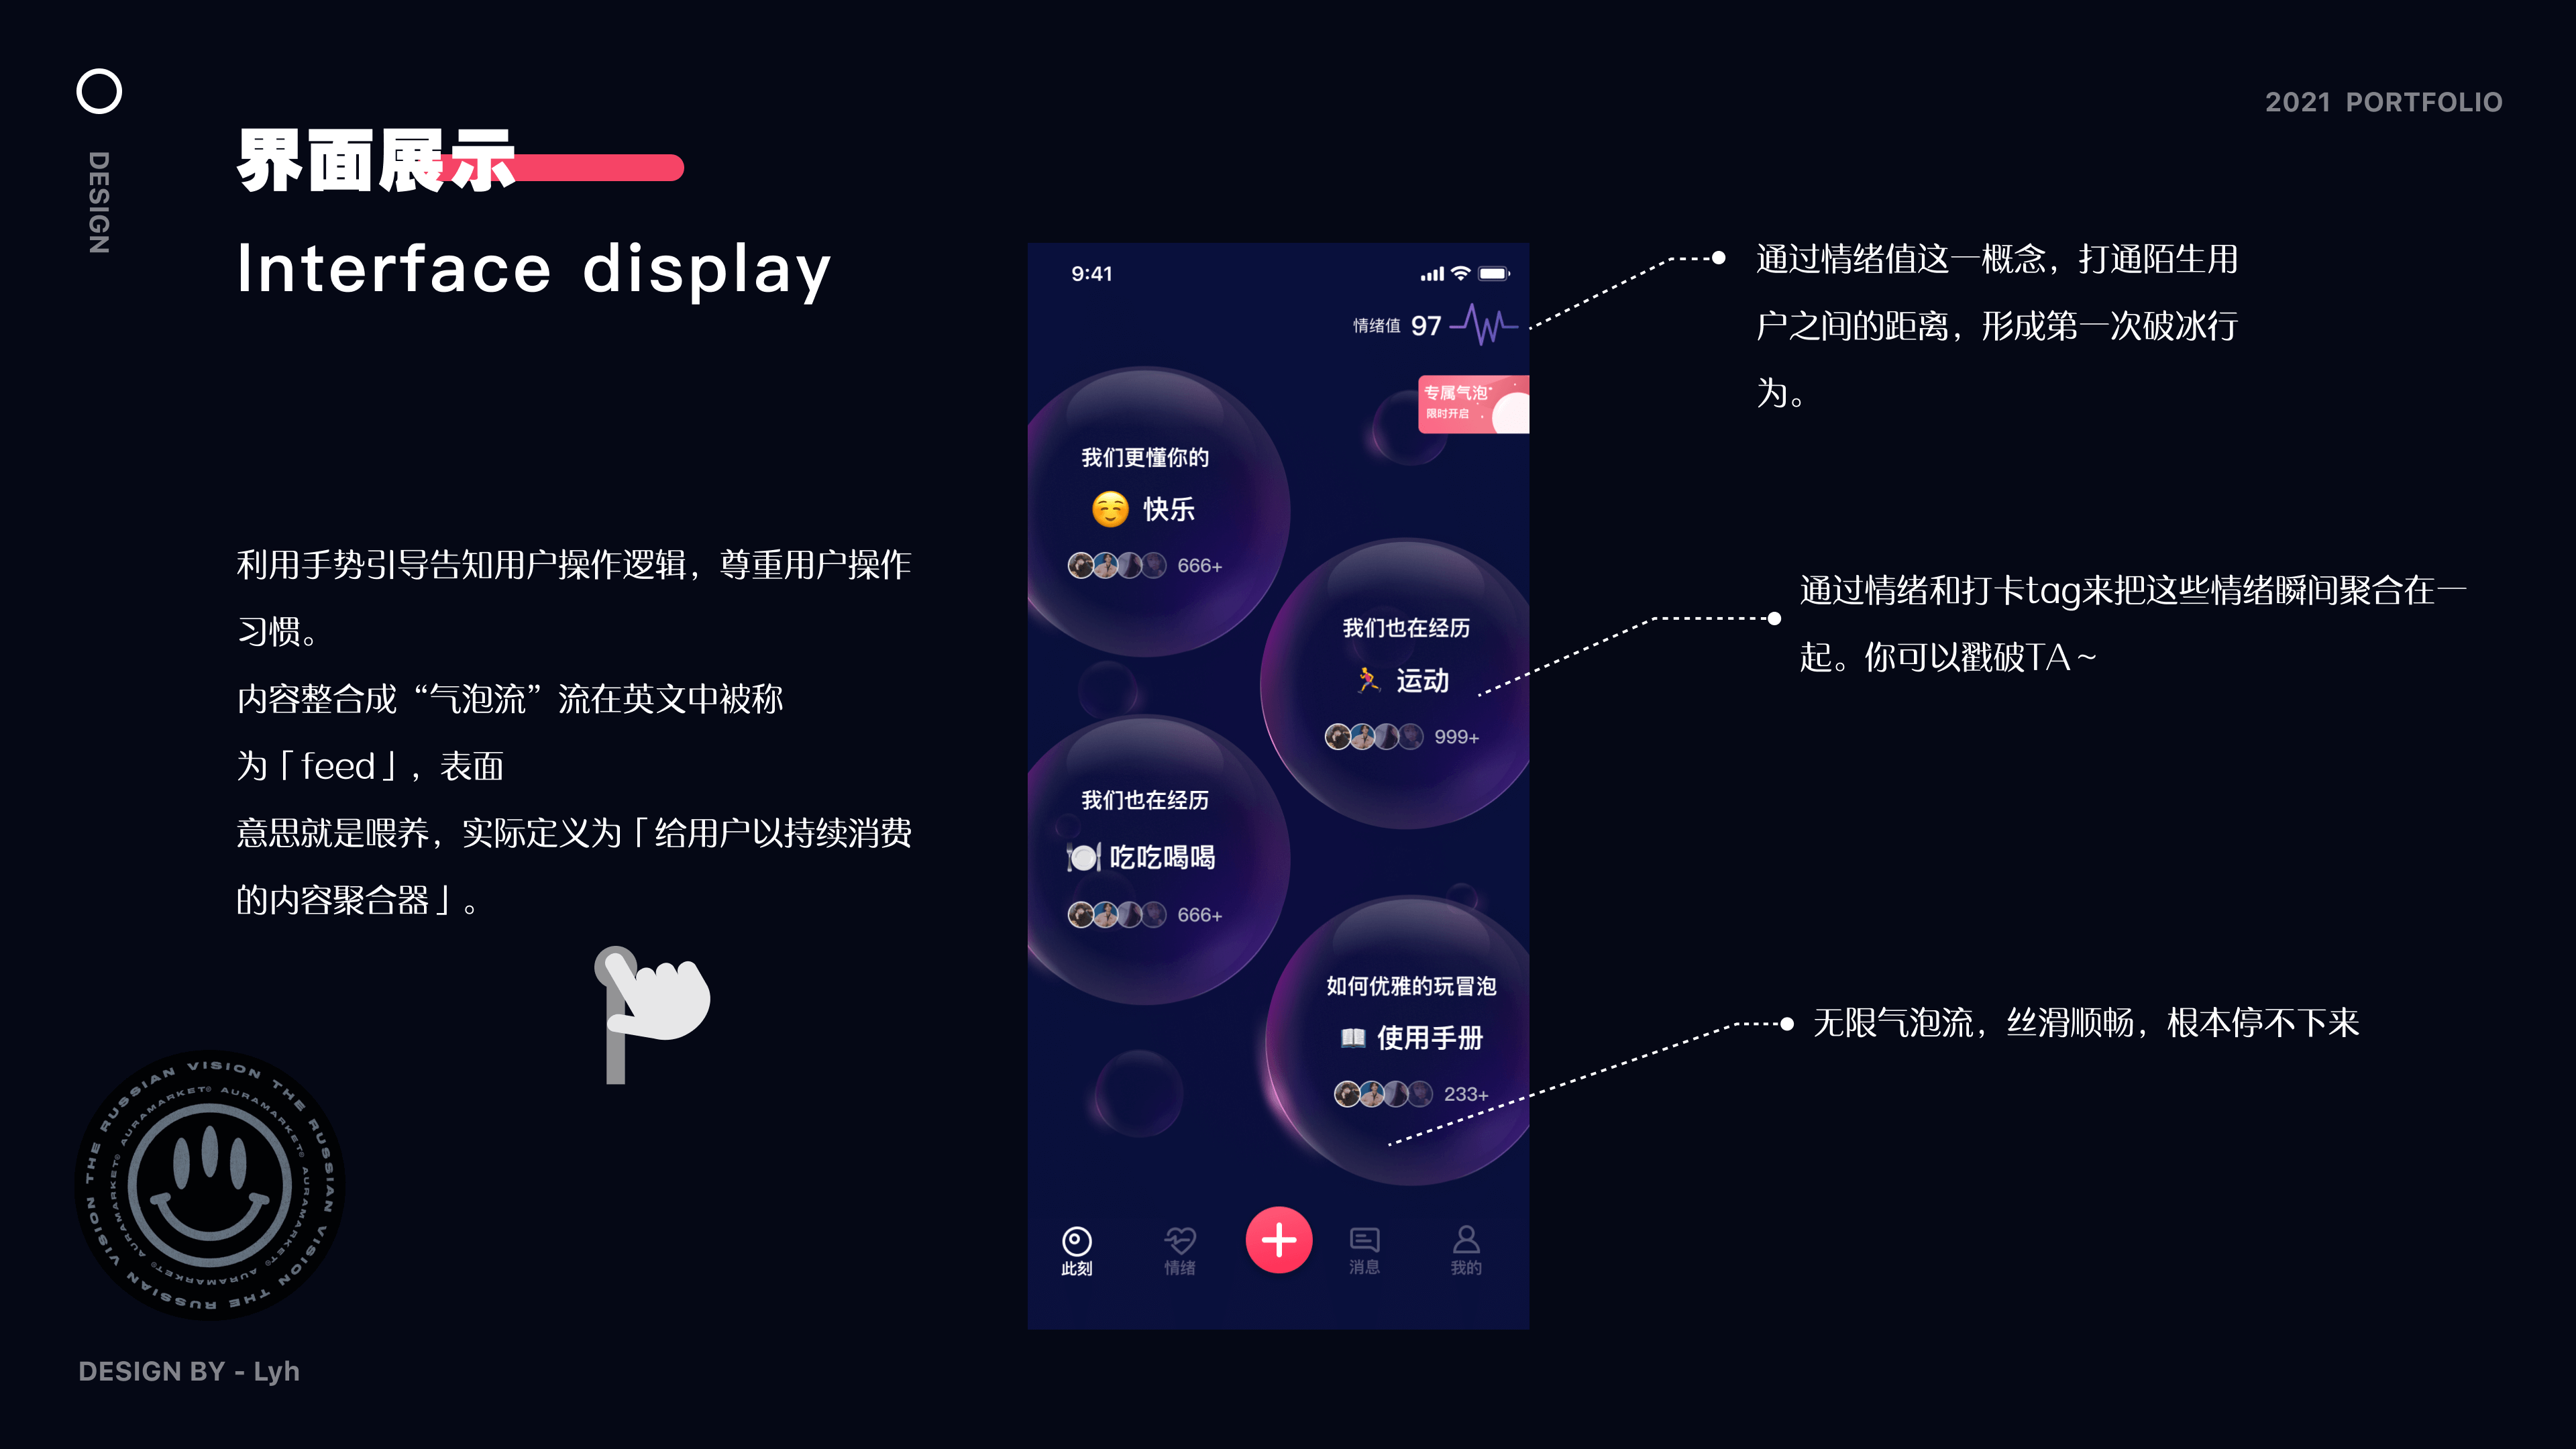 2021 PORTFOLIO
DESIGN
界面展示
Interface display
利用手势引导告知用户操作逻辑，尊重用户操作
习惯。
内容整合成“气泡流”流在英文中被称
为「feed」，表面
意思就是喂养，实际定义为「给用户以持续消费
的内容聚合器」。
9:41
情绪值 97
专属气泡
限时开启
我们更懂你的
快乐
666+
我们也在经历
运动
999+
我们也在经历
吃吃喝喝
666+
如何优雅的玩冒泡
使用手册
233+
此刻
情绪
消息
我的
通过情绪值这一概念，打通陌生用
户之间的距离，形成第一次破冰行
为。
通过情绪和打卡tag来把这些情绪瞬间聚合在一
起。你可以戳破TA～
无限气泡流，丝滑顺畅，根本停不下来
THE RUSSIAN VISION THE RUSSIAN VISION THE RUSSIAN VISION
AURAMARKET® AURAMARKET® AURAMARKET® AURAMARKET® AURAMARKET® AURAMARKET®
DESIGN BY - Lyh